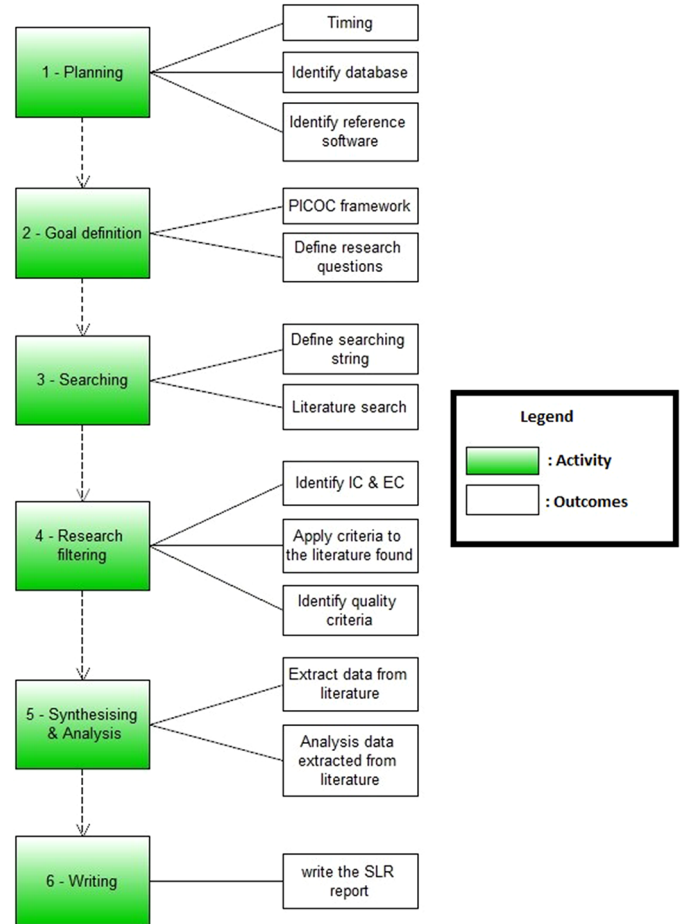 1 - Planning
Timing
Identify database
Identify reference
software
2 - Goal definition
PICOC framework
Define research
questions
3 - Searching
Define searching
string
Literature search
4 - Research
filtering
Identify IC & EC
Apply criteria to
the literature found
Identify quality
criteria
5 - Synthesising
& Analysis
Extract data from
literature
Analysis data
extracted from
literature
6 - Writing
write the SLR
report
Legend
: Activity
: Outcomes